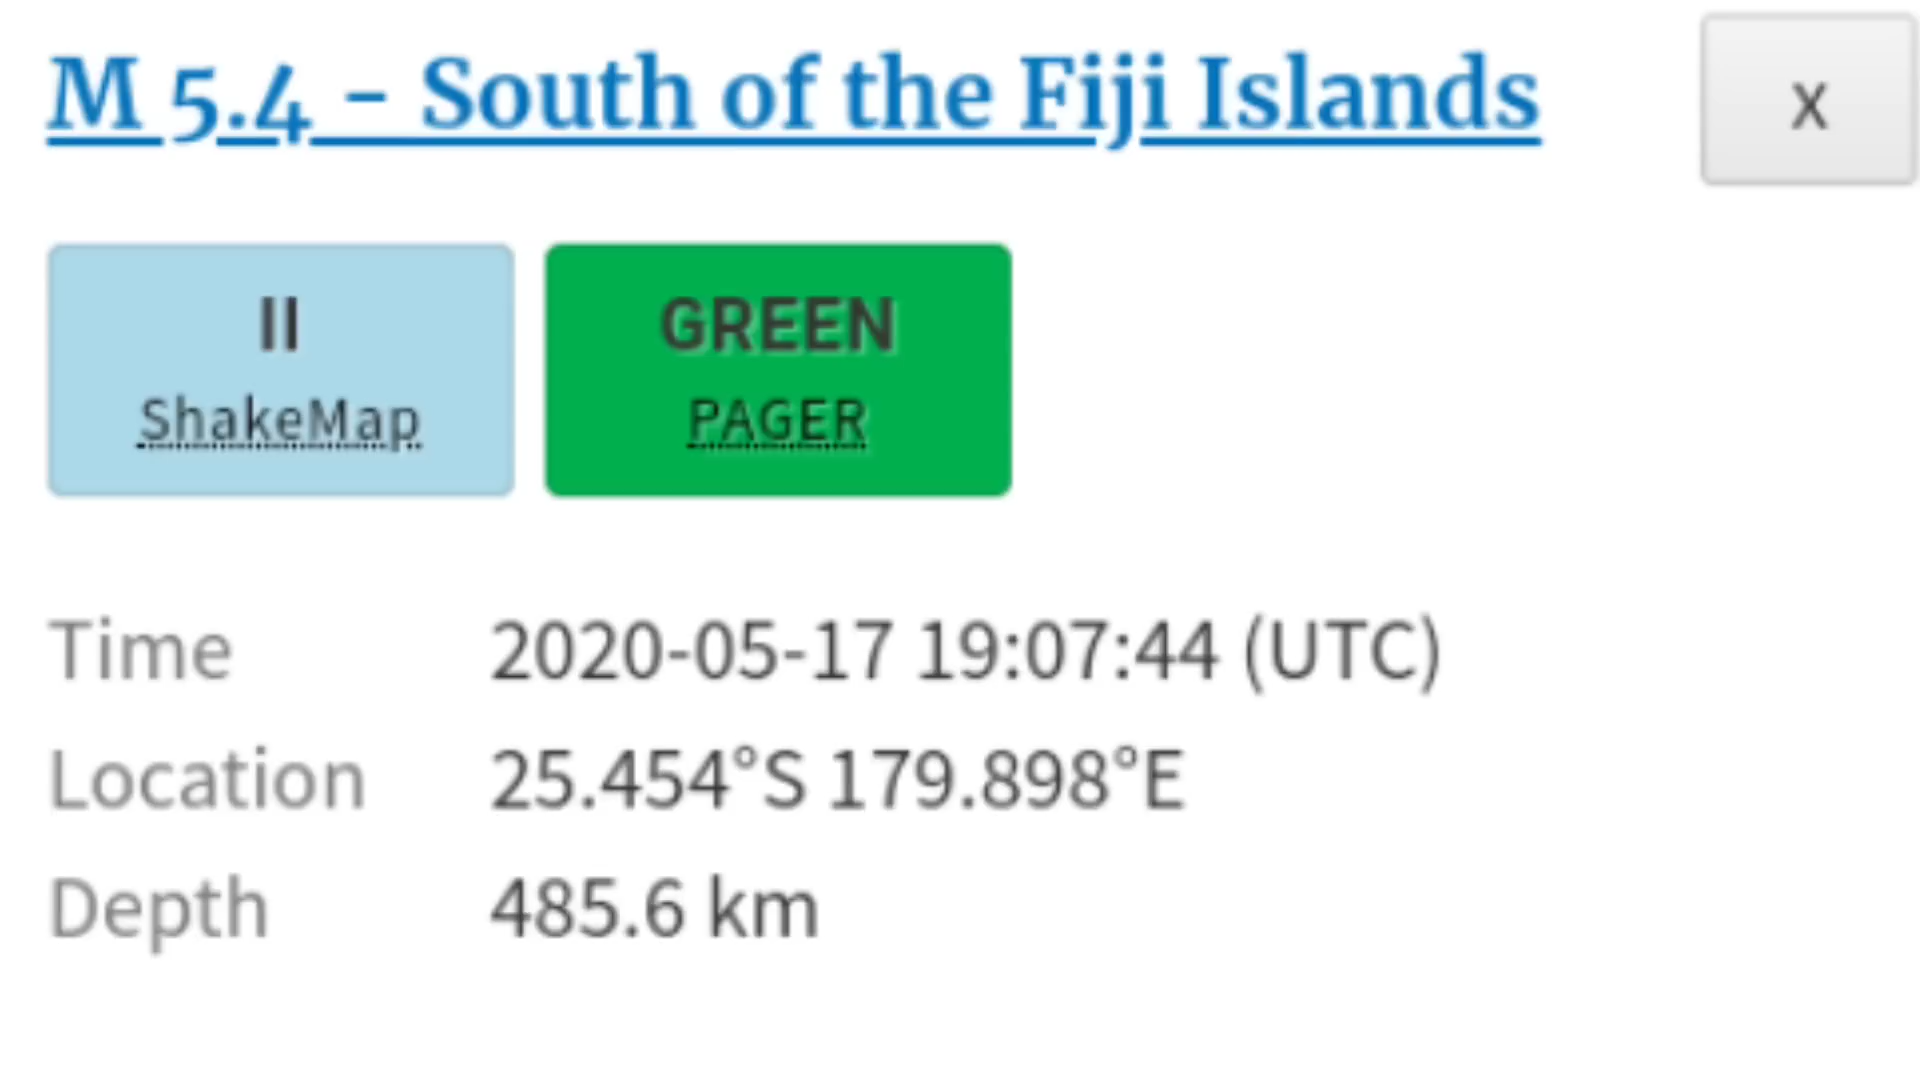 M 5.4 - South of the Fiji Islands
X
II
ShakeMap
GREEN
PAGER
Time 2020-05-17 19:07:44 (UTC)
Location 25.454°S 179.898°E
Depth 485.6 km